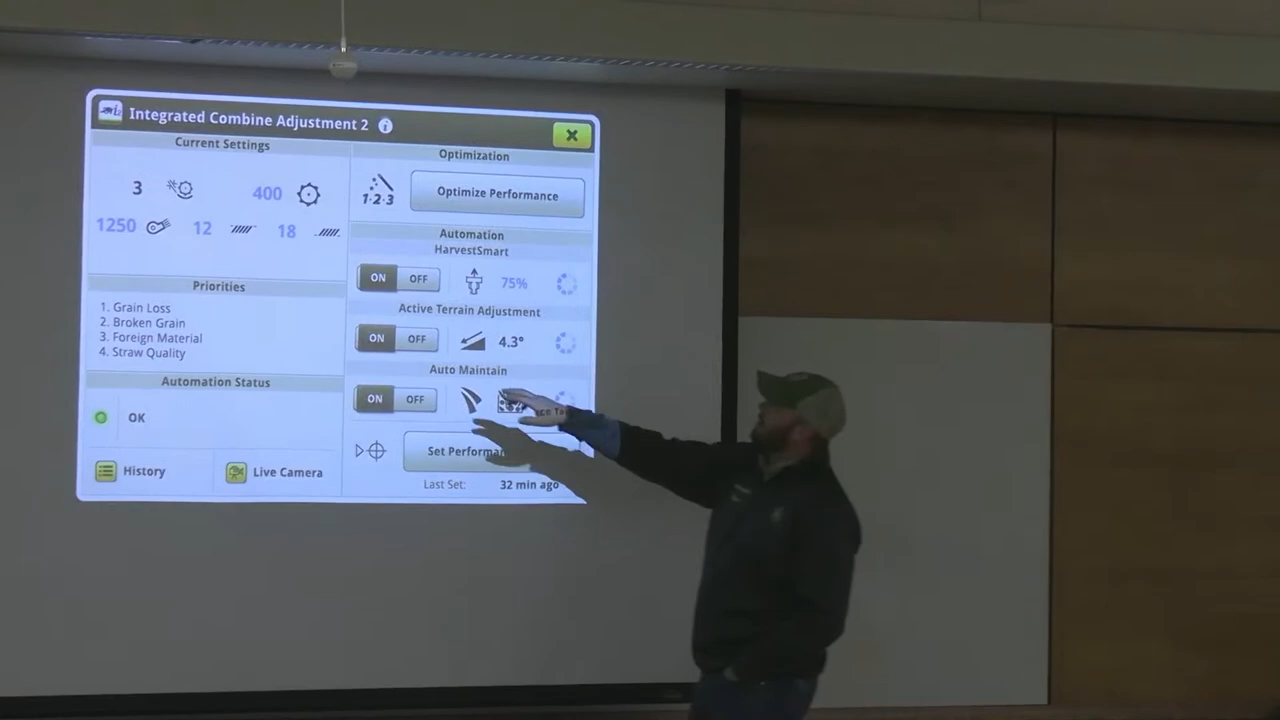 Integrated Combine Adjustment 2
Current Settings
3
400
1250
12
18
Priorities
1. Grain Loss
2. Broken Grain
3. Foreign Material
4. Straw Quality
Automation Status
OK
History
Live Camera
Optimization
1·2·3
Optimize Performance
Automation
HarvestSmart
ON OFF
75%
Active Terrain Adjustment
ON OFF
4.3°
Auto Maintain
ON OFF
Set
Last Set: 32 min ago